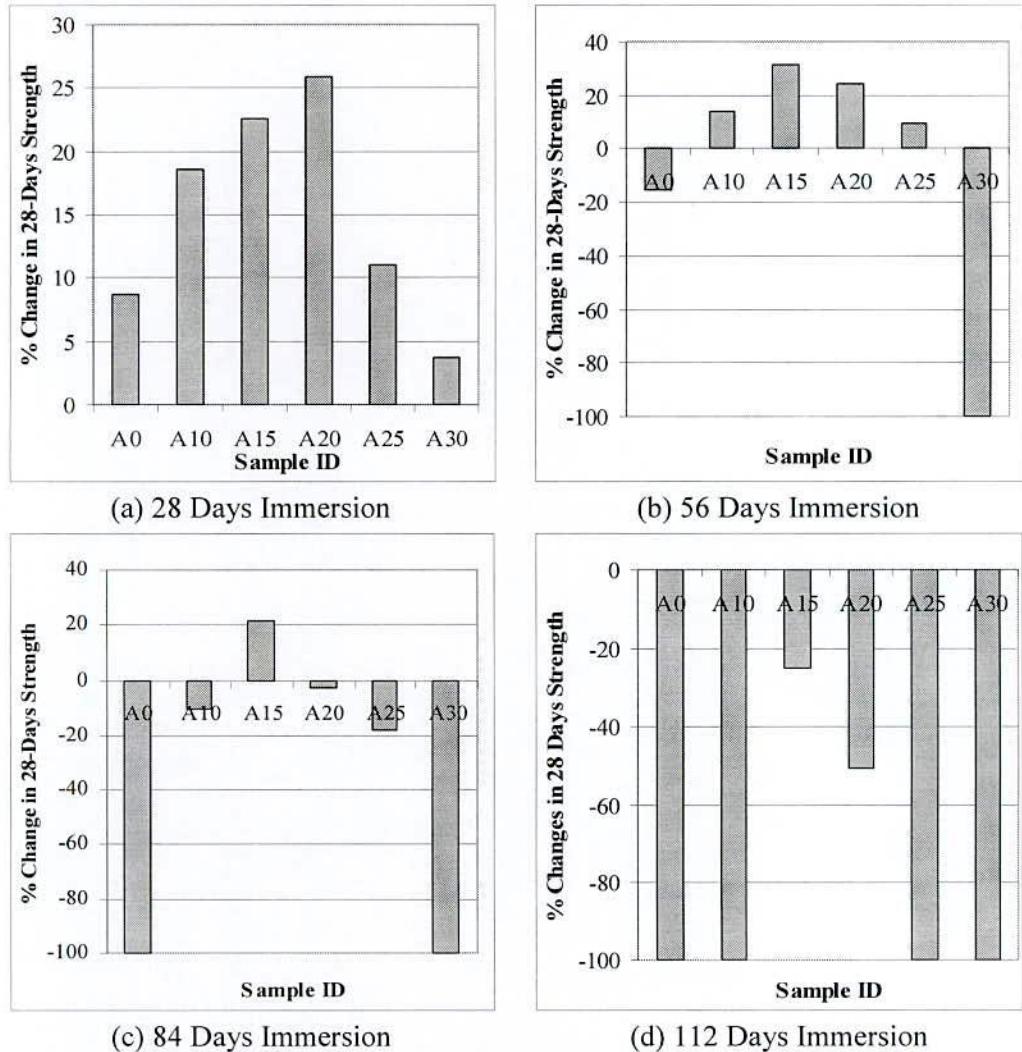 % Change in 28-Days Strength
30
25
20
15
10
5
0
A0 A10 A15 A20 A25 A30
Sample ID
(a) 28 Days Immersion
% Change in 28-Days Strength
40
20
0
-20
-40
-60
-80
-100
A0 A10 A15 A20 A25 A30
Sample ID
(b) 56 Days Immersion
% Change in 28-Days Strength
40
20
0
-20
-40
-60
-80
-100
A0 A10 A15 A20 A25 A30
Sample ID
(c) 84 Days Immersion
% Changes in 28 Days Strength
0
-20
-40
-60
-80
-100
A0 A10 A15 A20 A25 A30
Sample ID
(d) 112 Days Immersion